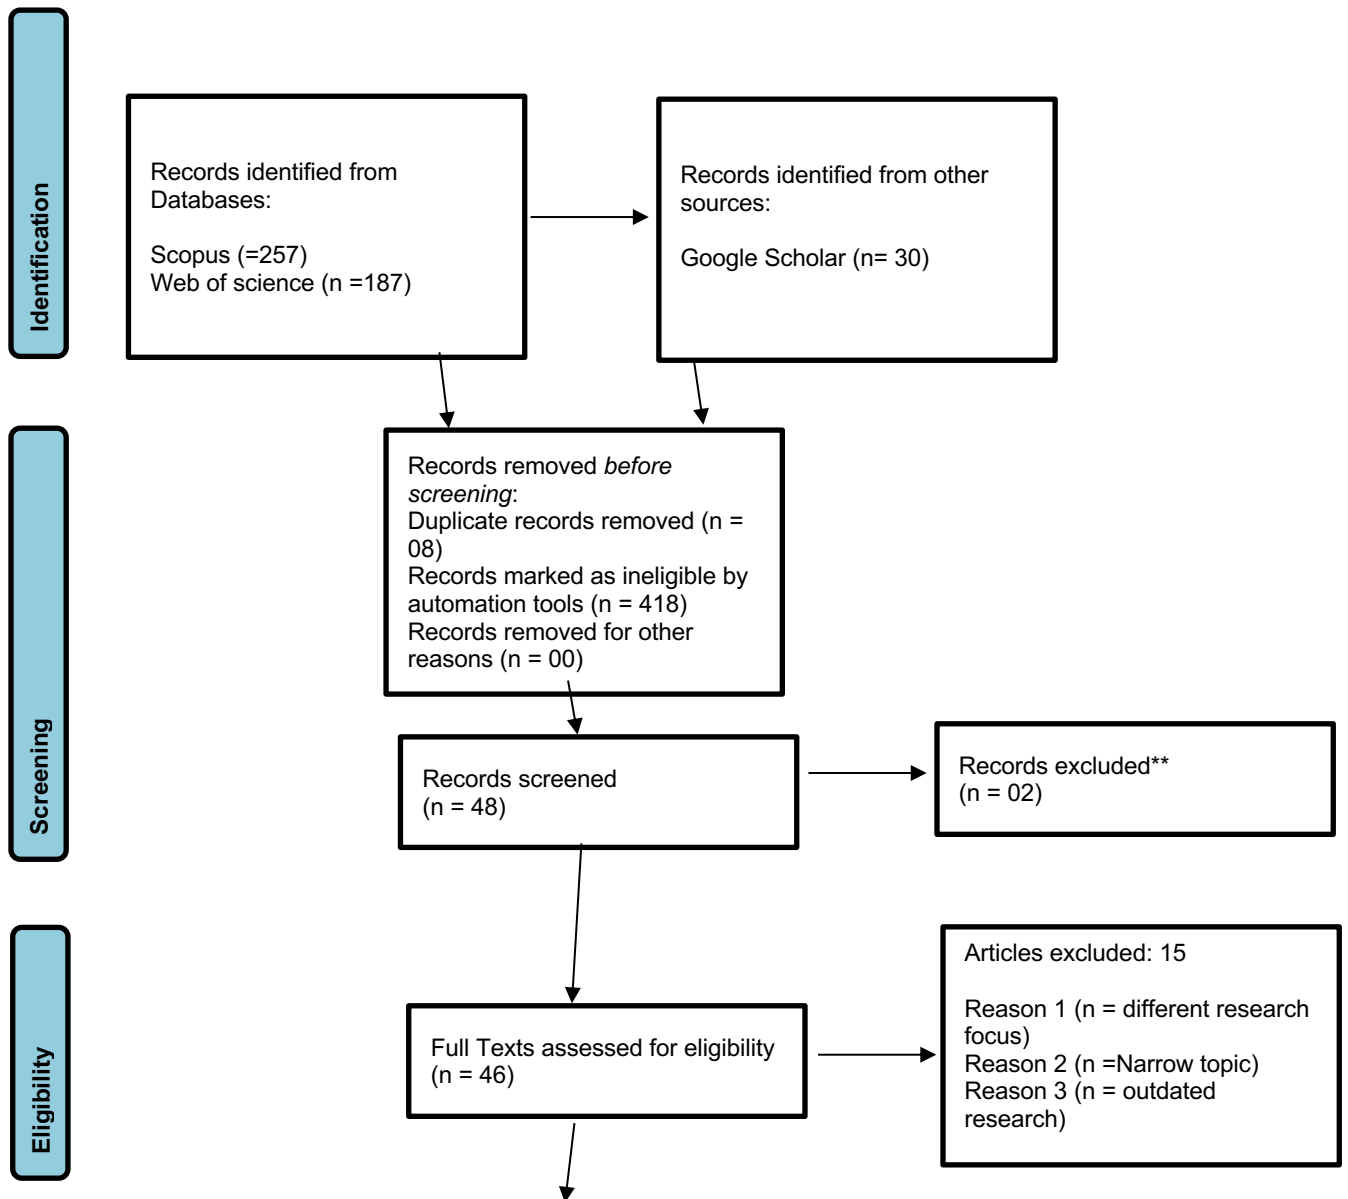 Identification
Records identified from
Databases:
Scopus (=257)
Web of science (n =187)
Records identified from other
sources:
Google Scholar (n= 30)
Screening
Records removed before
screening:
Duplicate records removed (n =
08)
Records marked as ineligible by
automation tools (n = 418)
Records removed for other
reasons (n = 00)
Records screened
(n = 48)
Records excluded**
(n = 02)
Eligibility
Full Texts assessed for eligibility
(n = 46)
Articles excluded: 15
Reason 1 (n = different research
focus)
Reason 2 (n =Narrow topic)
Reason 3 (n = outdated
research)